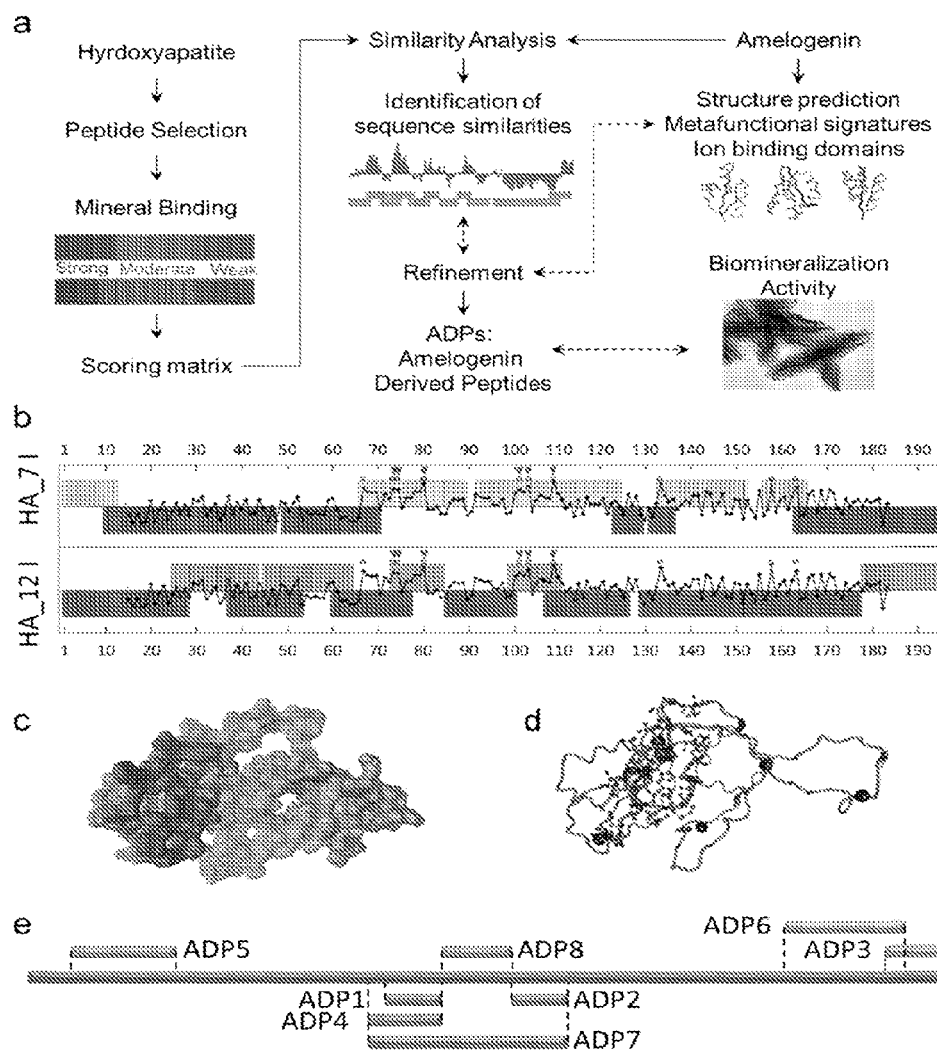 a
Hyrdoxyapatite
Peptide Selection
Mineral Binding
Strong Moderate Weak
Scoring matrix
Similarity Analysis
Identification of
sequence similarities
Refinement
ADPs:
Amelogenin
Derived Peptides
Amelogenin
Structure prediction
Metafunctional signatures
Ion binding domains
Biomineralization
Activity
b
1 10 20 30 40 50 60 70 80 90 100 110 120 130 140 150 160 170 180 190
HA_7
HA_12
1 10 20 30 40 50 60 70 80 90 100 110 120 130 140 150 160 170 180 190
c
d
e
ADP5
ADP8
ADP6
ADP3
ADP1
ADP2
ADP4
ADP7